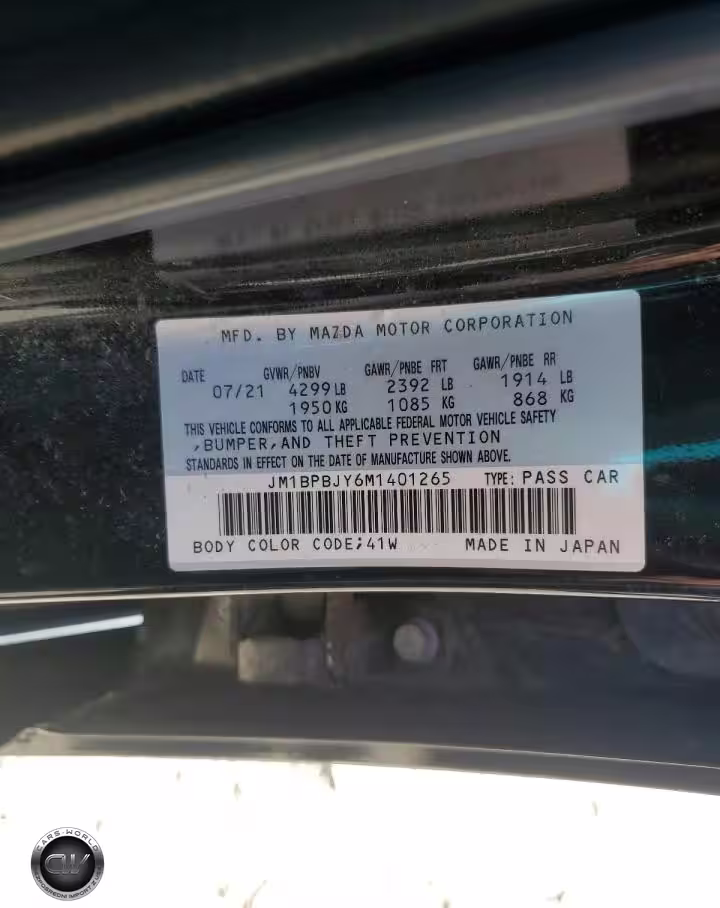 MFD. BY MAZDA MOTOR CORPORATION
DATE GVWR/PNBV GAWR/PNBE FRT GAWR/PNBE RR
07/21 4299 LB 2392 LB 1914 LB
1950 KG 1085 KG 868 KG
THIS VEHICLE CONFORMS TO ALL APPLICABLE FEDERAL MOTOR VEHICLE SAFETY
,BUMPER,AND THEFT PREVENTION
STANDARDS IN EFFECT ON THE DATE OF MANUFACTURE SHOWN ABOVE.
JM1BPBJY6M1401265 TYPE: PASS CAR
BODY COLOR CODE;41W MADE IN JAPAN
CARS-WORLD
CW